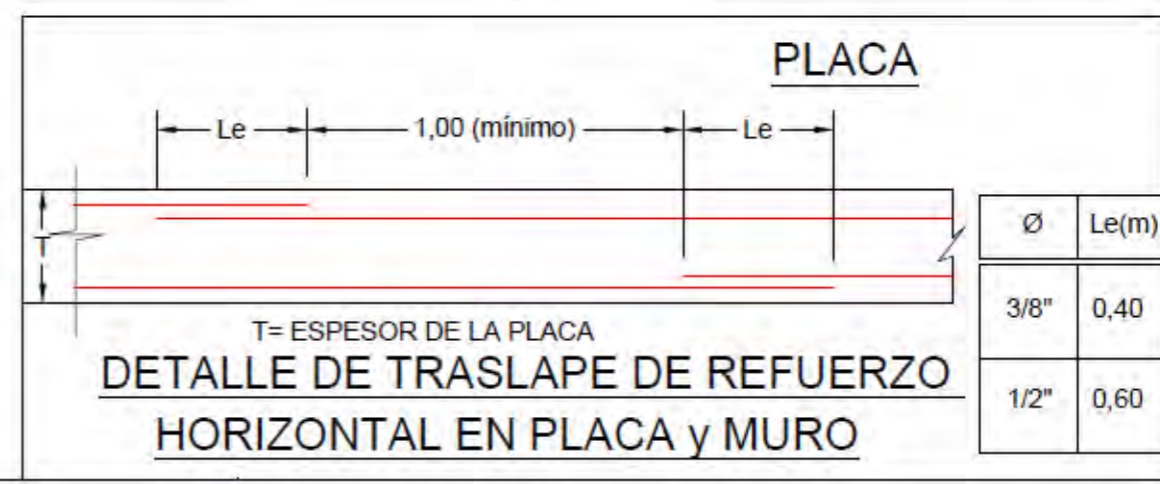 PLACA
Le
1,00 (mínimo)
Le
T
Ø Le(m)
3/8" 0,40
1/2" 0,60
T= ESPESOR DE LA PLACA
DETALLE DE TRASLAPE DE REFUERZO
HORIZONTAL EN PLACA y MURO